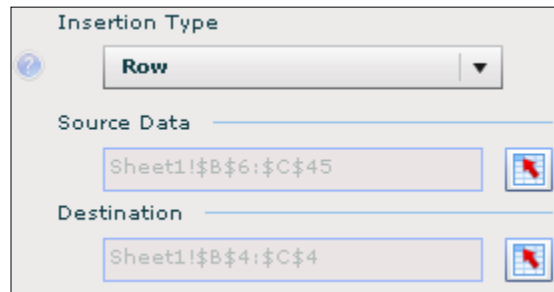 Insertion Type
?
Row
Source Data
Sheet1!$B$6:$C$45
Destination
Sheet1!$B$4:$C$4